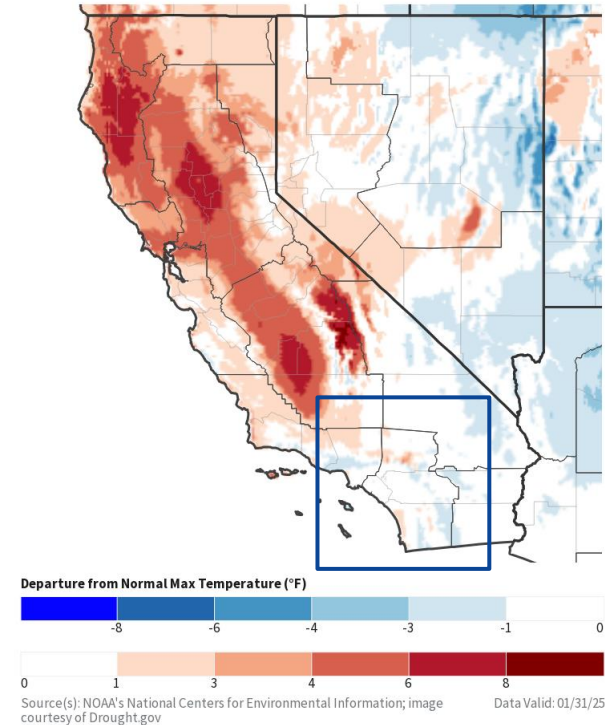 Departure from Normal Max Temperature (°F)
-8 -6 -4 -3 -1 0
0 1 3 4 6 8
Source(s): NOAA's National Centers for Environmental Information; image Data Valid: 01/31/25
courtesy of Drought.gov